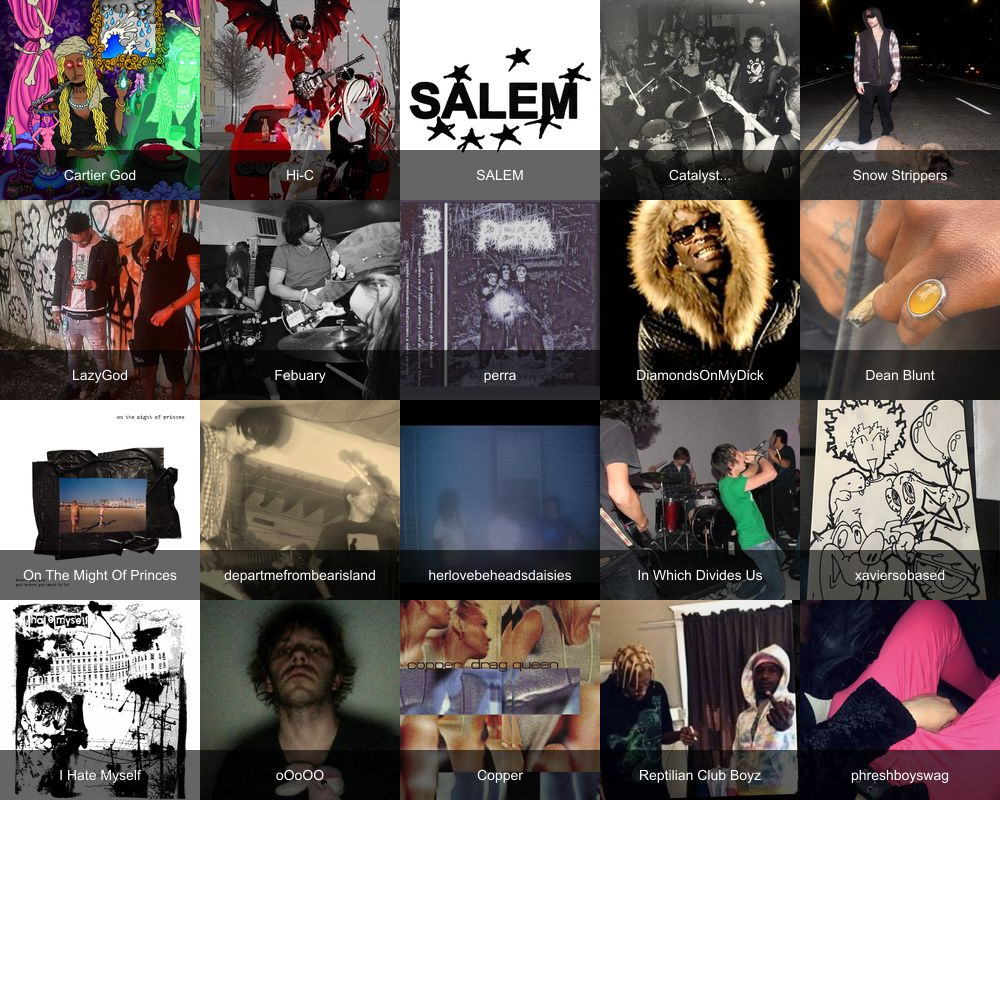 SALEM
Cartier God
Hi-C
SALEM
Catalyst...
Snow Strippers
PERRA
LazyGod
Febuary
perra
DiamondsOnMyDick
Dean Blunt
on the might of princes
On The Might Of Princes
departmefrombearisland
herlovebeheadsdaisies
In Which Divides Us
xaviersobased
i hate myself
copper drag queen
I Hate Myself
oOoOO
Copper
Reptilian Club Boyz
phreshboyswag